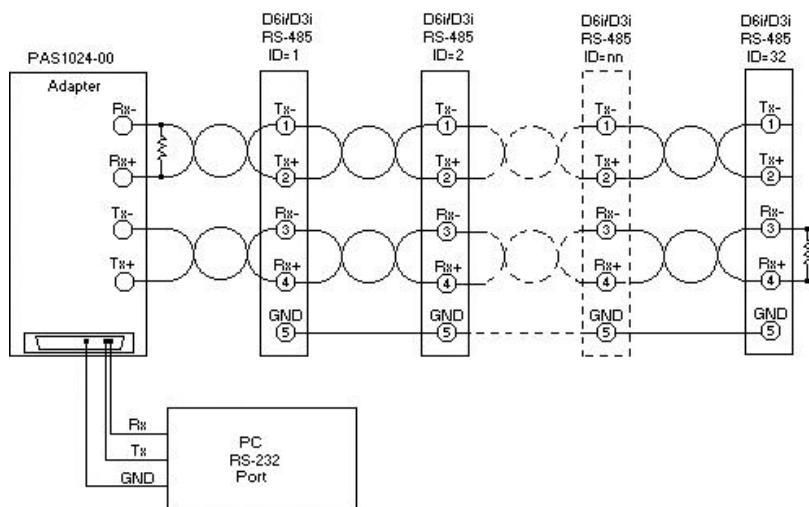 PAS1024-00
Adapter
Rx-
Rx+
Tx-
Tx+
D6i/D3i
RS-485
ID=1
Tx-
1
Tx+
2
Rx-
3
Rx+
4
GND
5
D6i/D3i
RS-485
ID=2
Tx-
1
Tx+
2
Rx-
3
Rx+
4
GND
5
D6i/D3i
RS-485
ID=nn
Tx-
1
Tx+
2
Rx-
3
Rx+
4
GND
5
D6i/D3i
RS-485
ID=32
Tx-
1
Tx+
2
Rx-
3
Rx+
4
GND
5
Rx
Tx
GND
PC
RS-232
Port